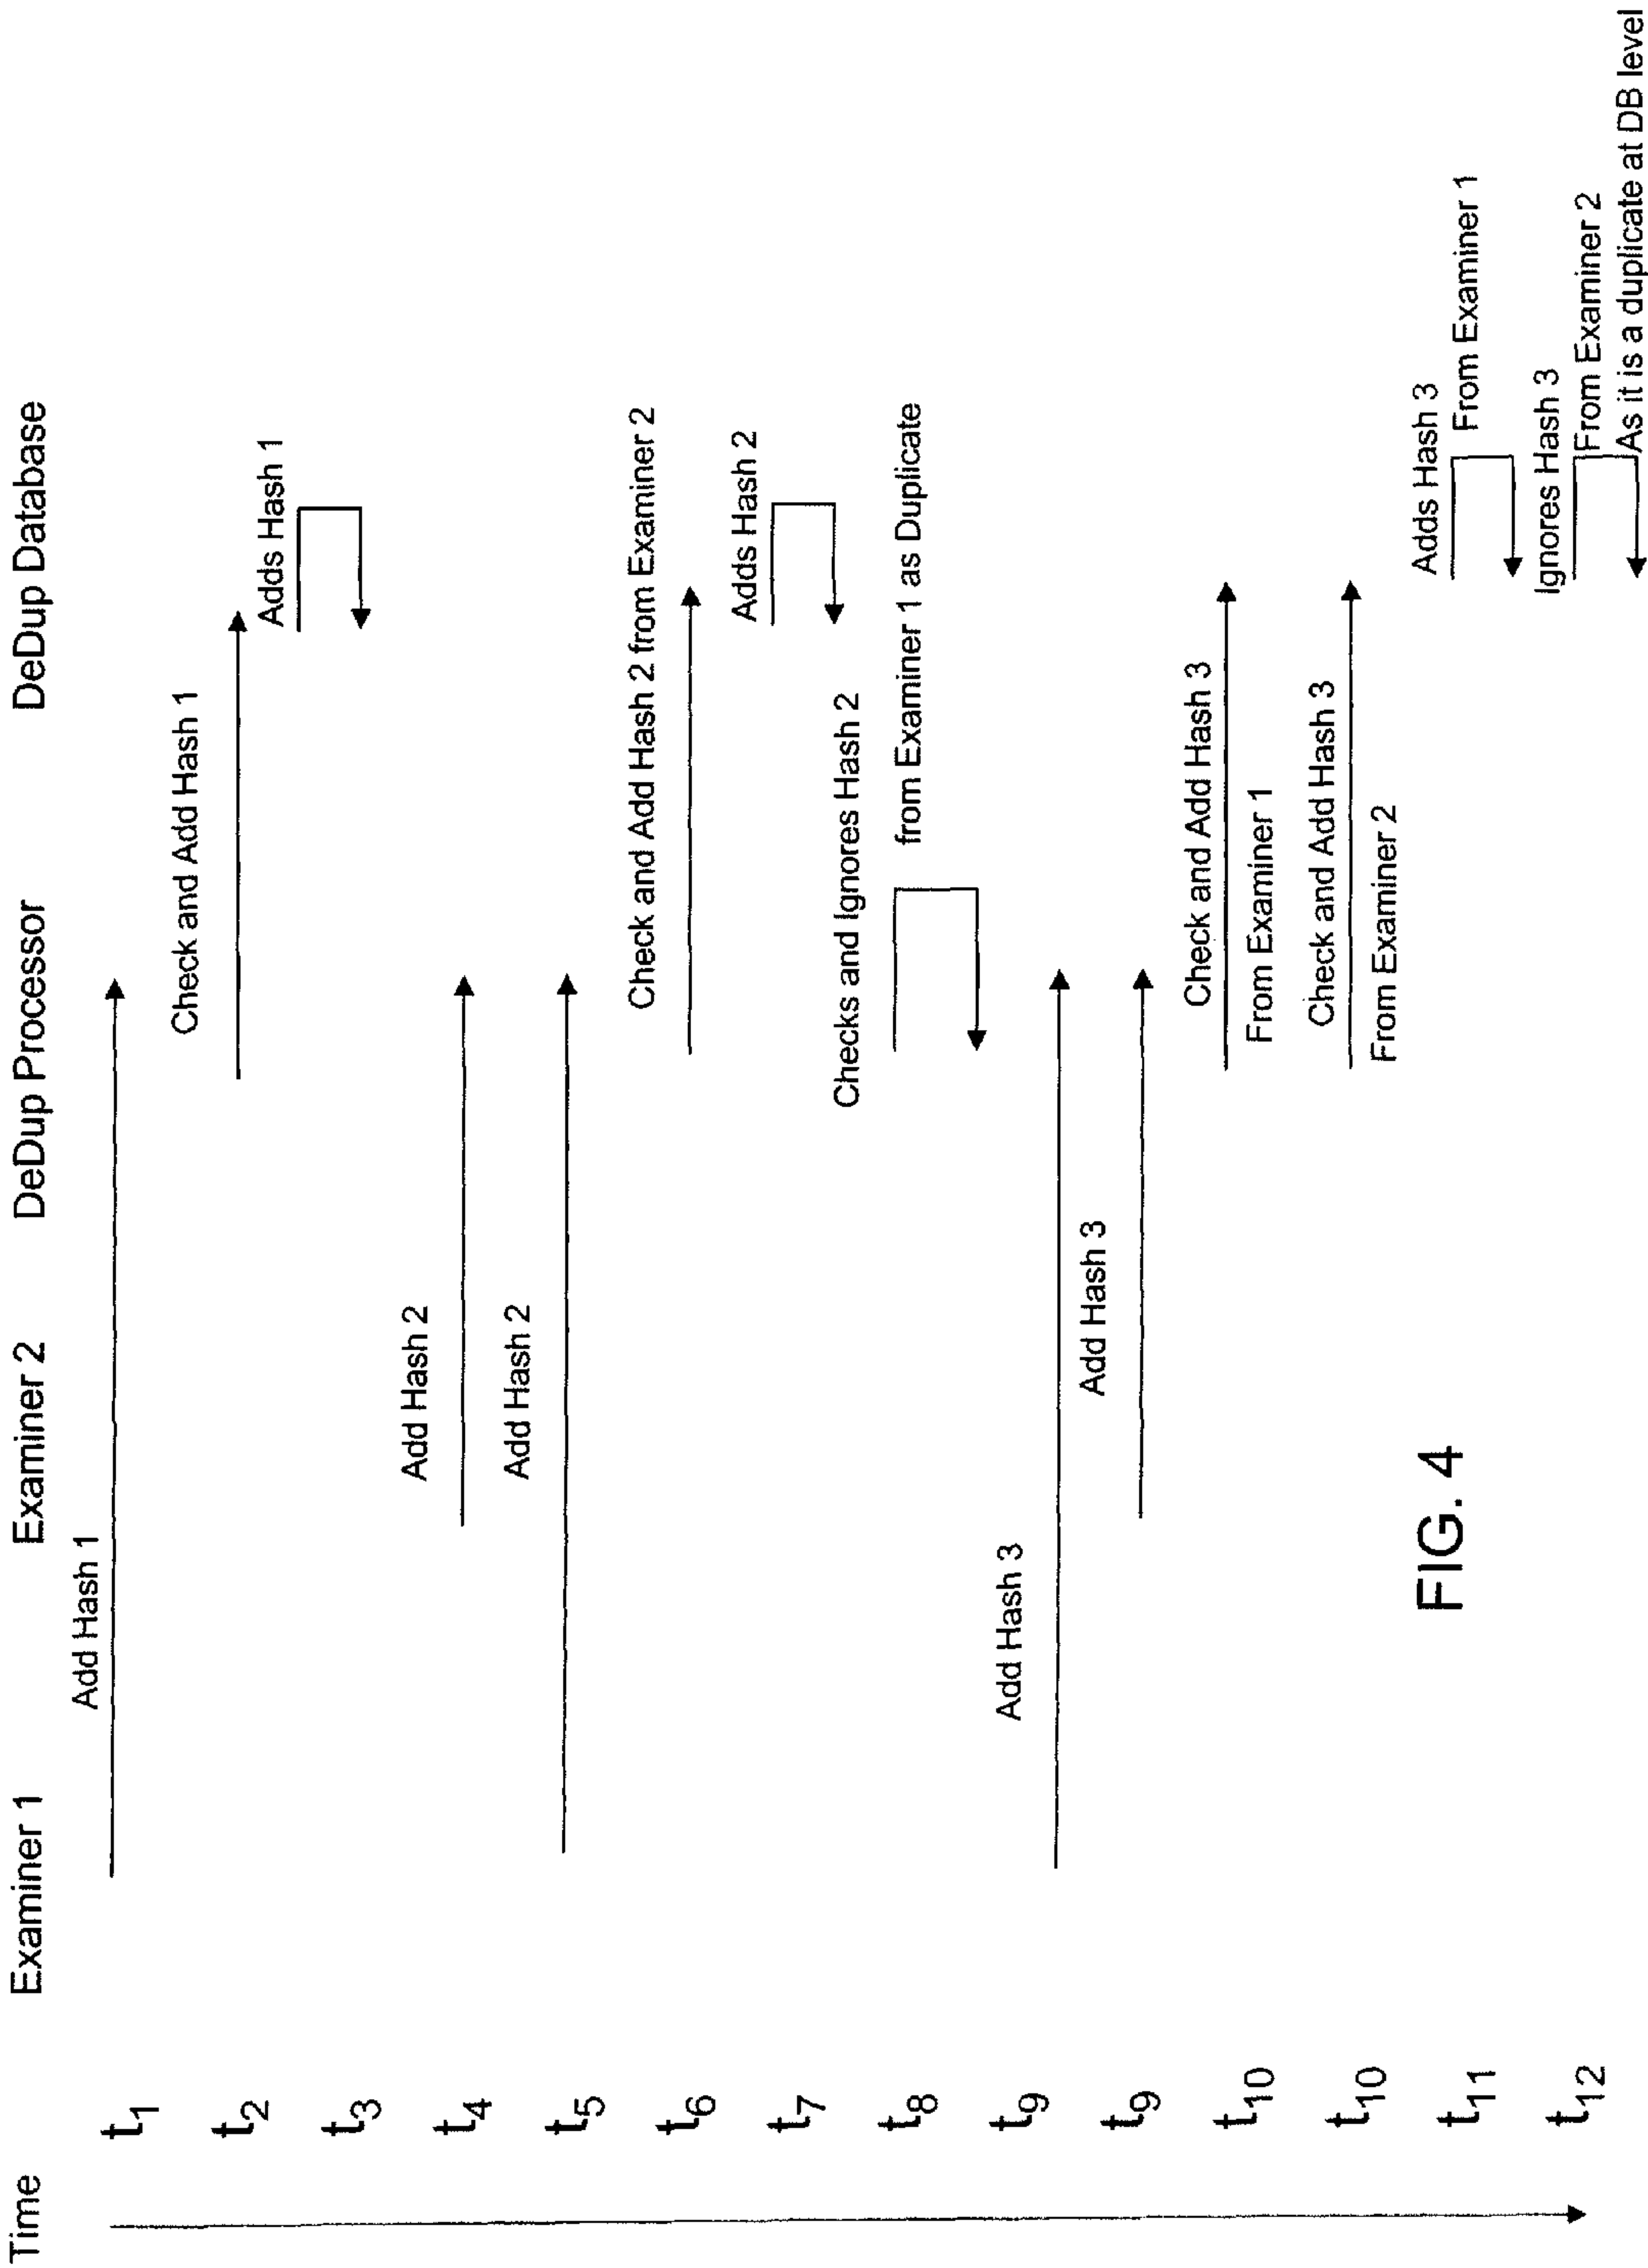 Time
Examiner 1
Examiner 2
DeDup Processor
DeDup Database
t1
Add Hash 1
t2
Check and Add Hash 1
t3
Adds Hash 1
t4
Add Hash 2
t5
Add Hash 2
t6
Check and Add Hash 2 from Examiner 2
t7
Adds Hash 2
t8
Checks and Ignores Hash 2
from Examiner 1 as Duplicate
t9
Add Hash 3
t9
Add Hash 3
t10
Check and Add Hash 3
From Examiner 1
t10
Check and Add Hash 3
From Examiner 2
t11
Adds Hash 3
From Examiner 1
t12
Ignores Hash 3
From Examiner 2
As it is a duplicate at DB level
FIG. 4